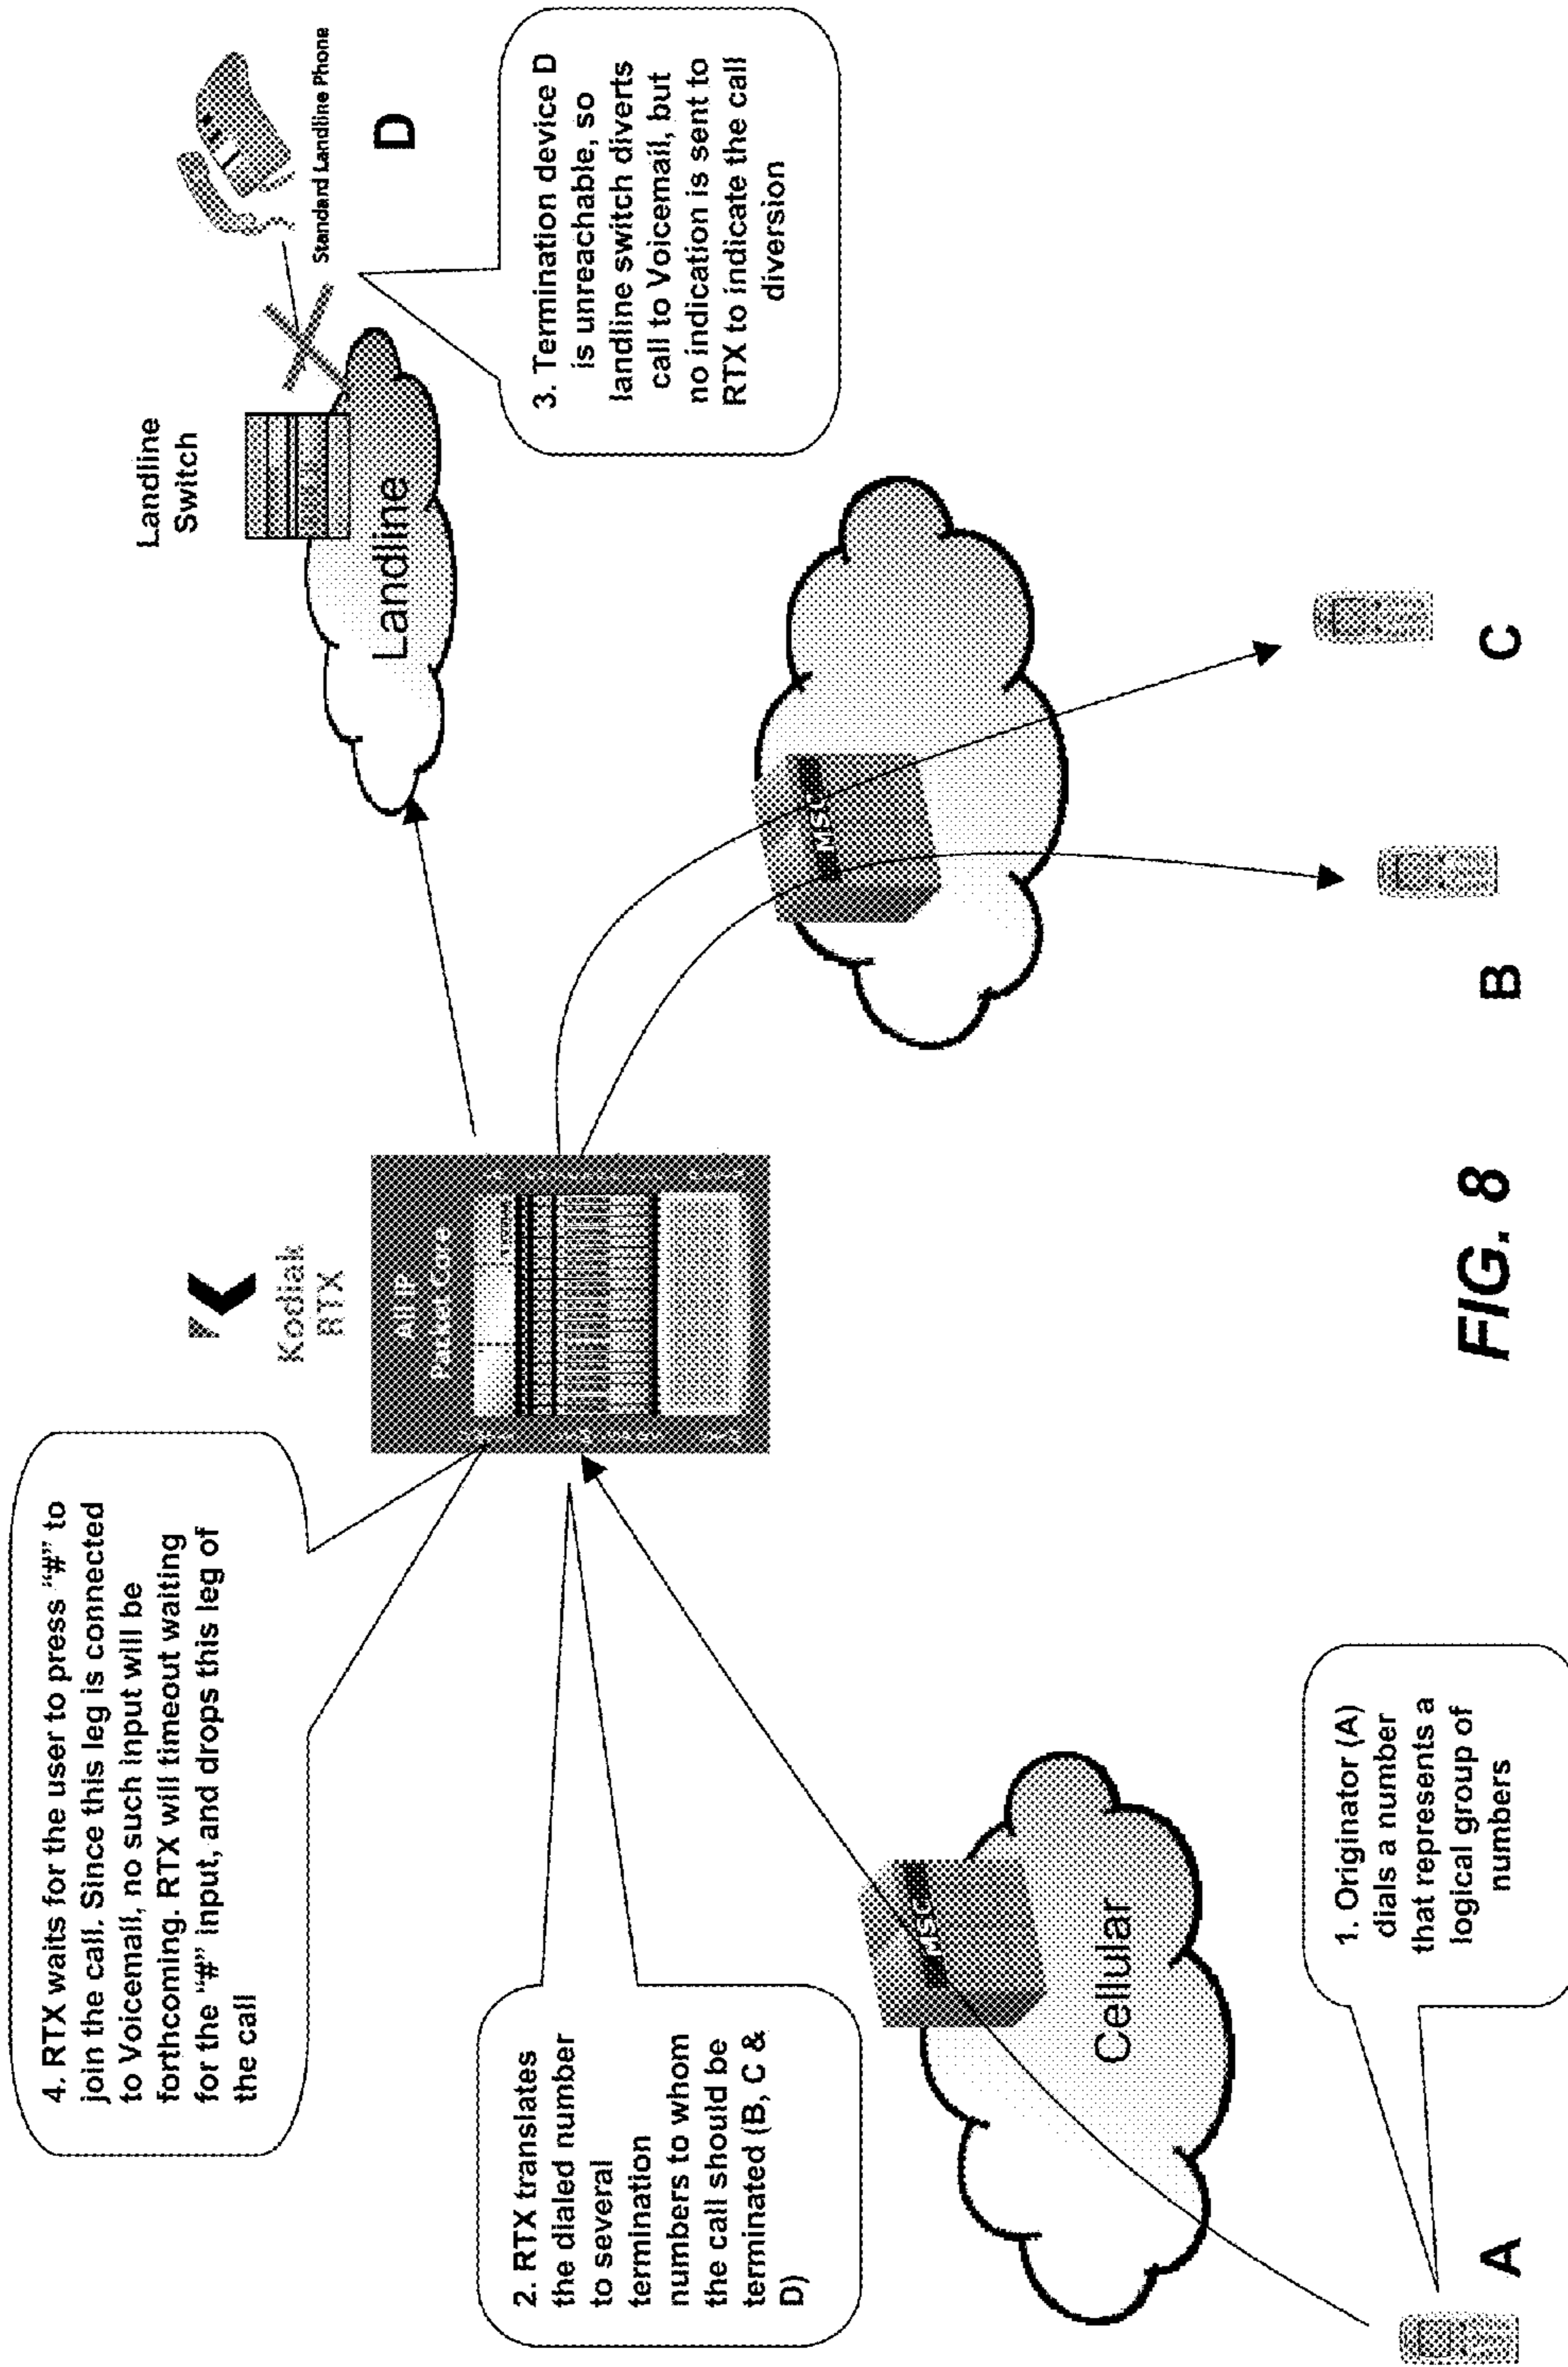 4. RTX waits for the user to press “#” to
join the call. Since this leg is connected
to Voicemail, no such input will be
forthcoming. RTX will timeout waiting
for the “#” input, and drops this leg of
the call
Kodiak
RTX
All IP
Packet Core
Landline
Switch
Landline
Standard Landline Phone
D
3. Termination device D
is unreachable, so
landline switch diverts
call to Voicemail, but
no indication is sent to
RTX to indicate the call
diversion
2. RTX translates
the dialed number
to several
termination
numbers to whom
the call should be
terminated (B, C &
D)
MSC
Cellular
MSC
1. Originator (A)
dials a number
that represents a
logical group of
numbers
A
B
C
FIG. 8